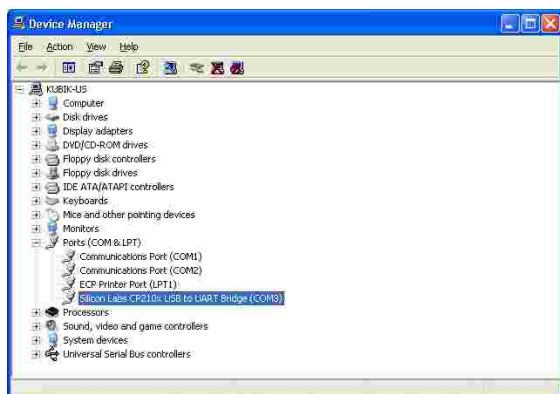 Device Manager
File Action View Help
KUBIK-US
Computer
Disk drives
Display adapters
DVD/CD-ROM drives
Floppy disk controllers
Floppy disk drives
IDE ATA/ATAPI controllers
Keyboards
Mice and other pointing devices
Monitors
Ports (COM & LPT)
Communications Port (COM1)
Communications Port (COM2)
ECP Printer Port (LPT1)
Silicon Labs CP210x USB to UART Bridge (COM3)
Processors
Sound, video and game controllers
System devices
Universal Serial Bus controllers